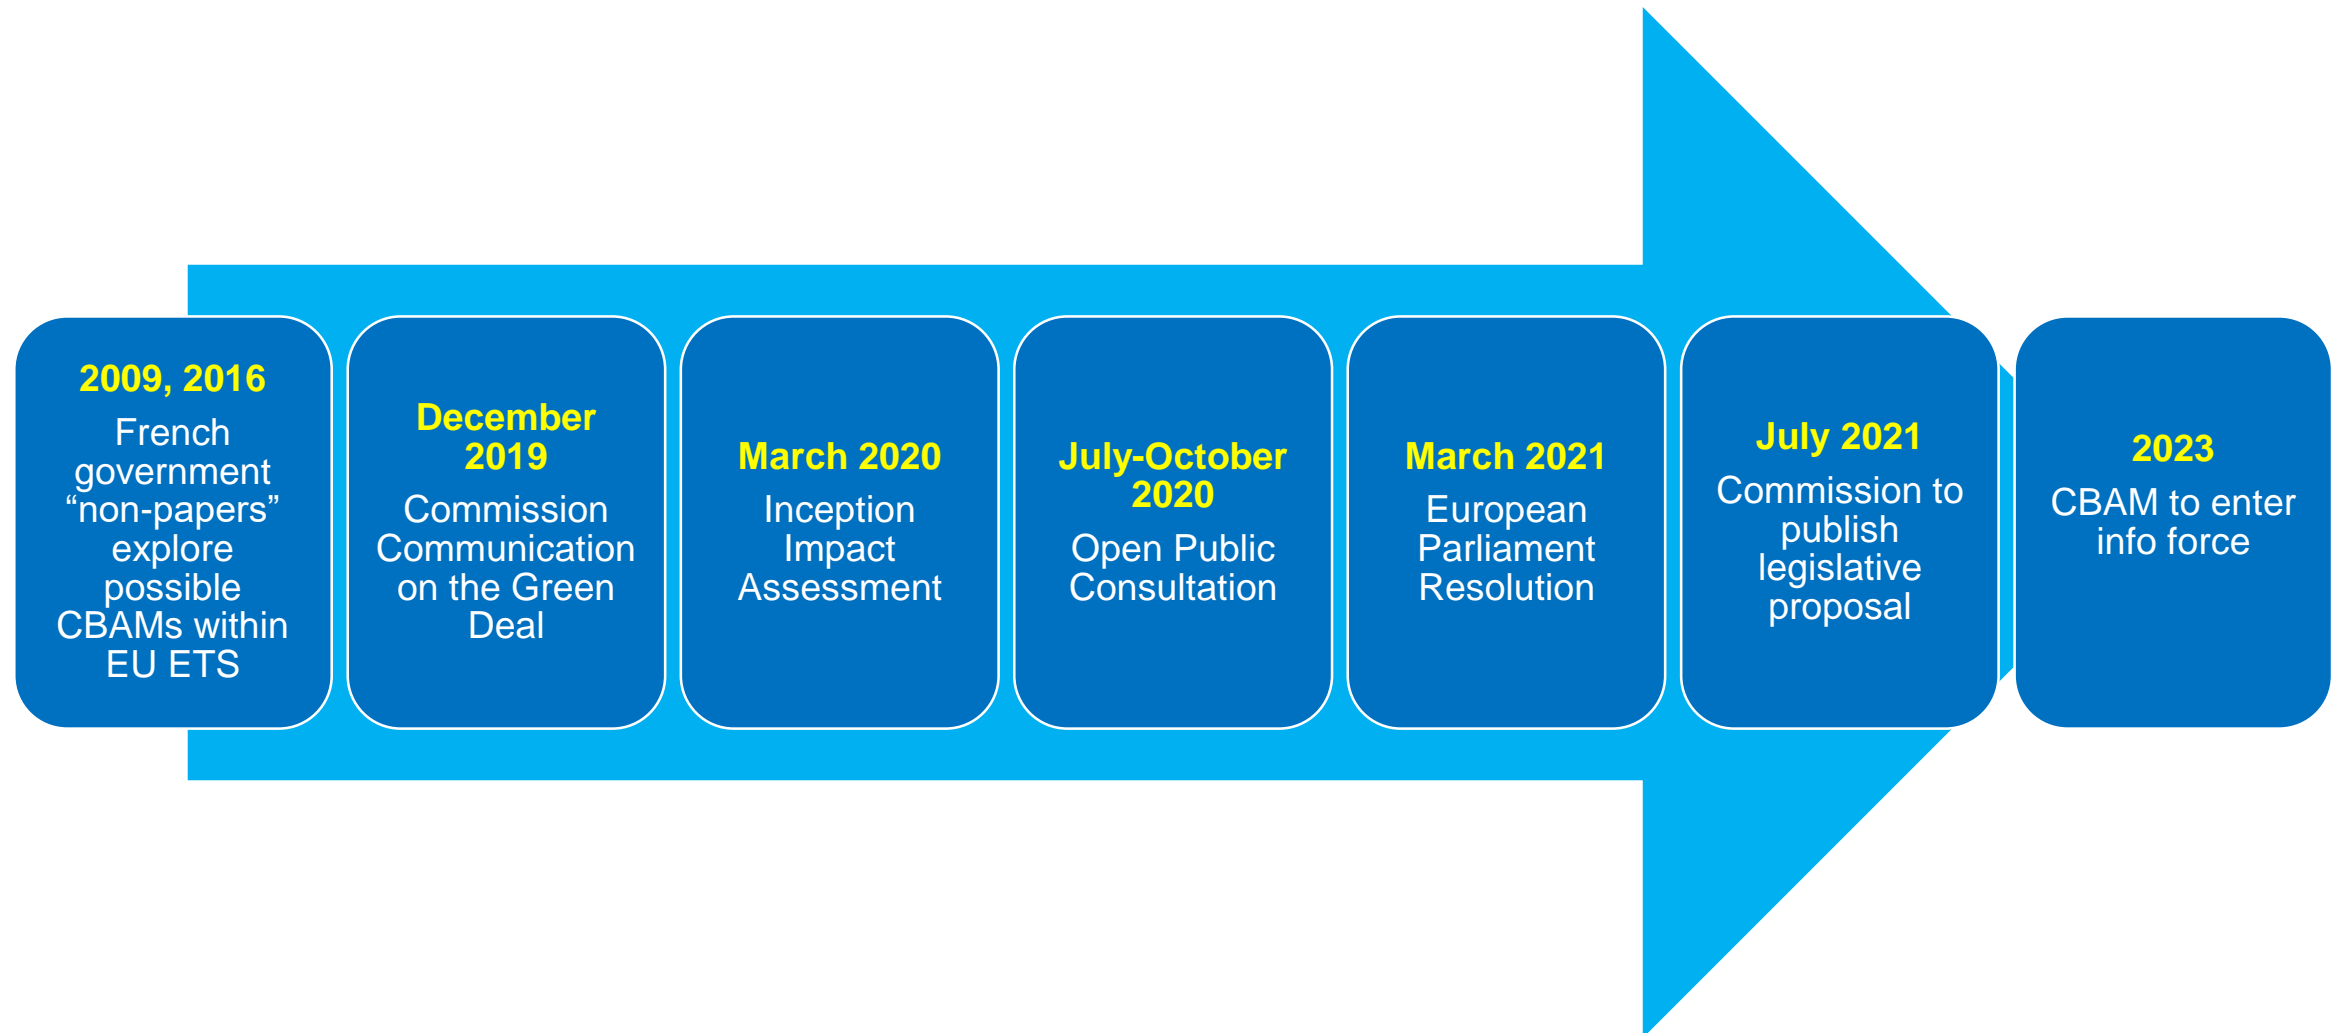 2009, 2016
French
government
“non-papers”
explore
possible
CBAMs within
EU ETS
December
2019
Commission
Communication
on the Green
Deal
March 2020
Inception
Impact
Assessment
July-October
2020
Open Public
Consultation
March 2021
European
Parliament
Resolution
July 2021
Commission to
publish
legislative
proposal
2023
CBAM to enter
info force